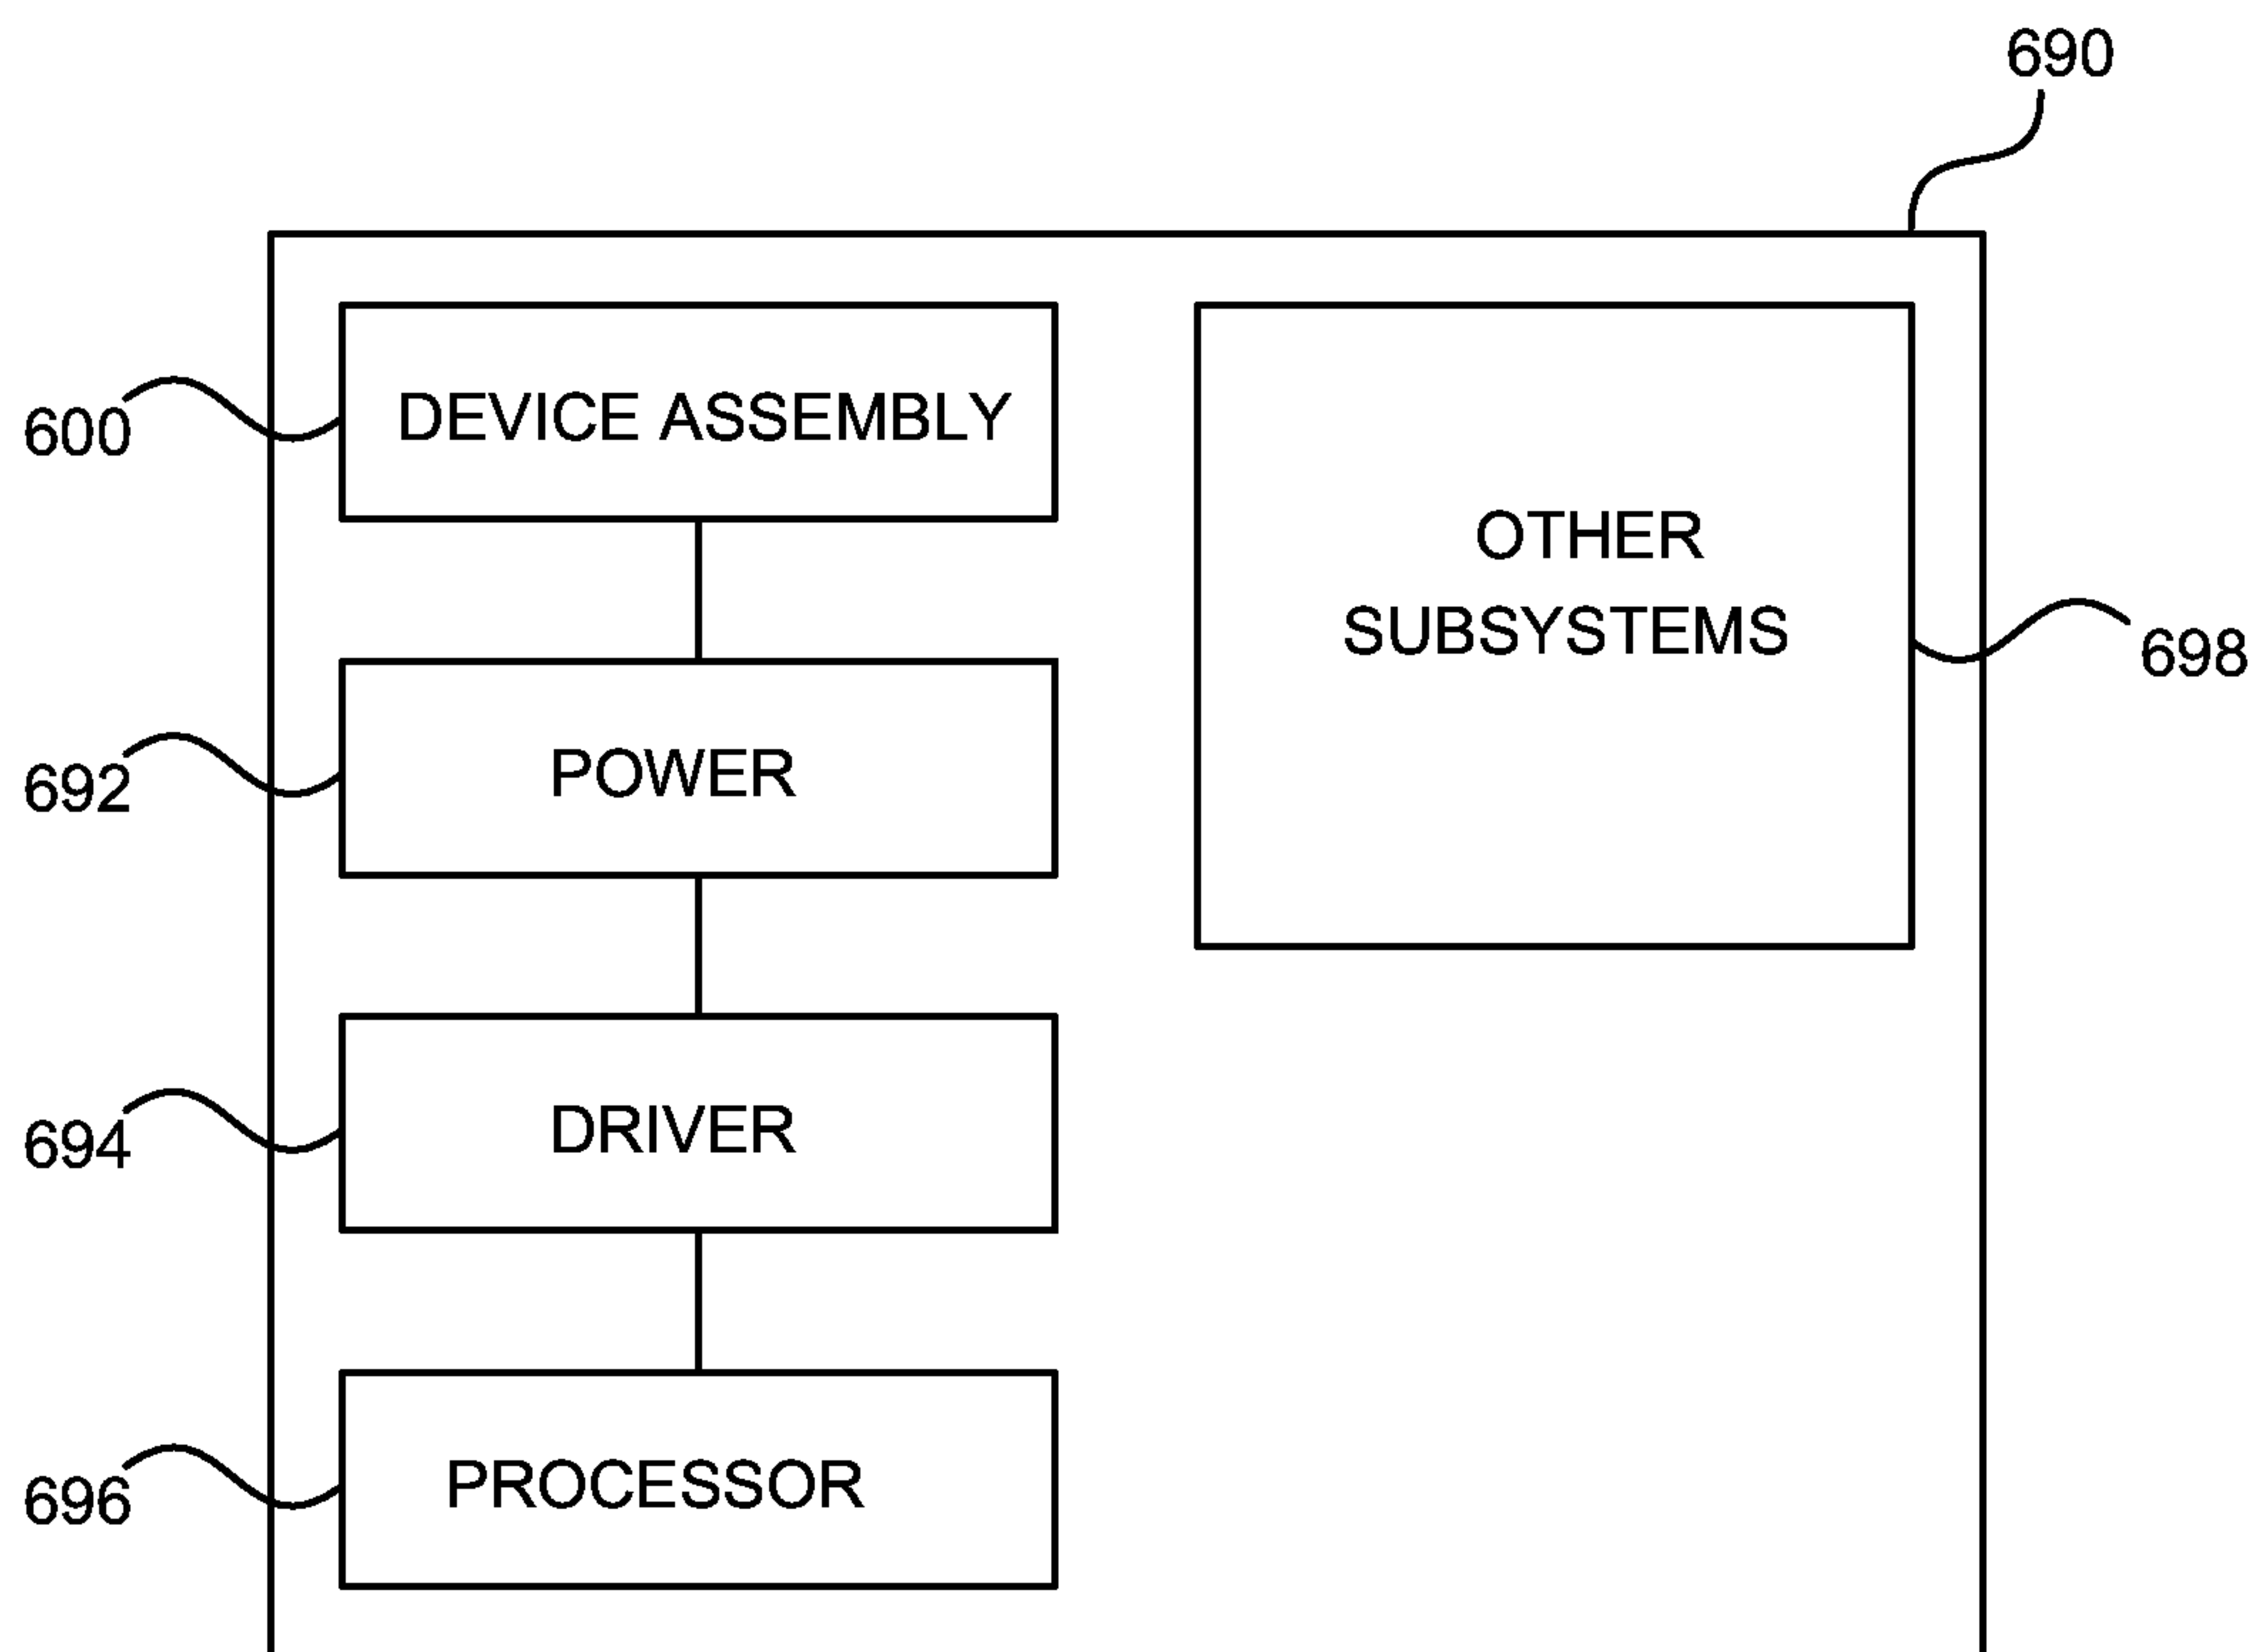 690
600
DEVICE ASSEMBLY
OTHER
SUBSYSTEMS
698
692
POWER
694
DRIVER
696
PROCESSOR